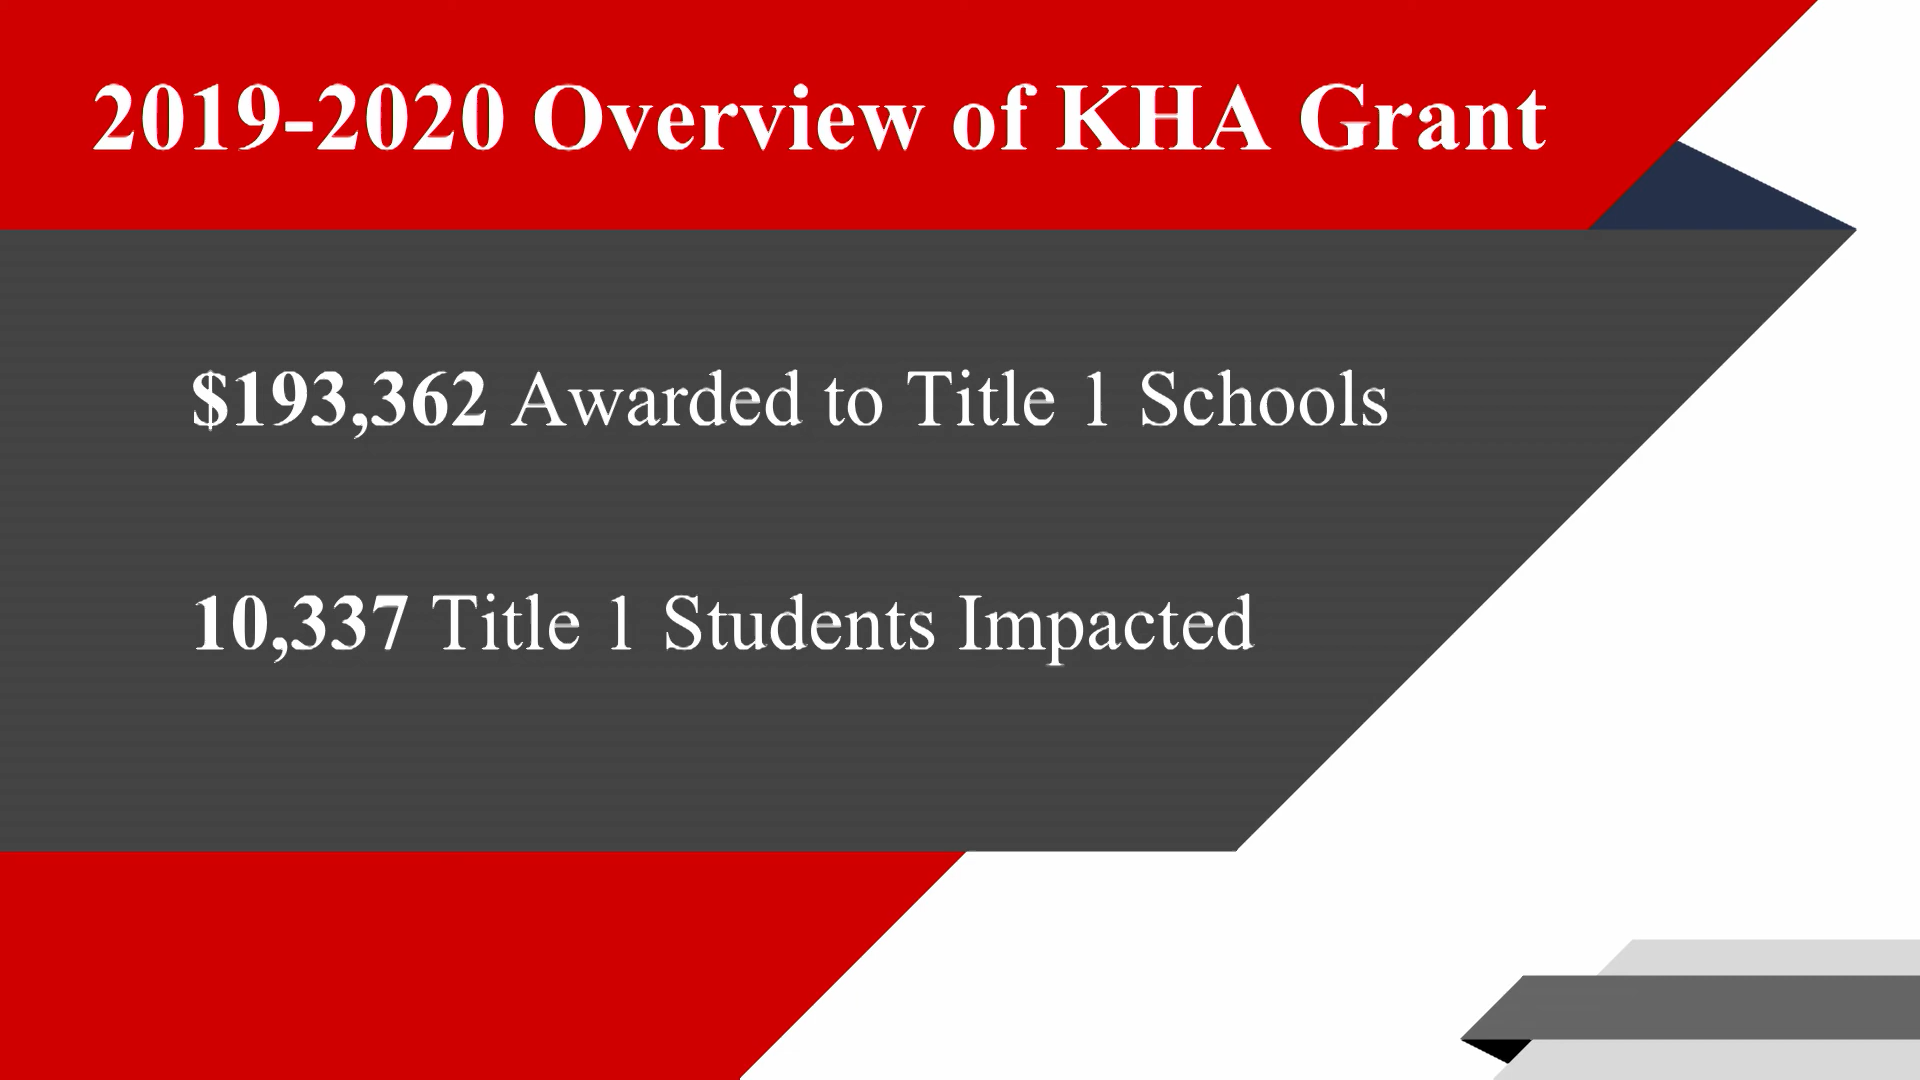 2019-2020 Overview of KHA Grant
$193,362 Awarded to Title 1 Schools
10,337 Title 1 Students Impacted